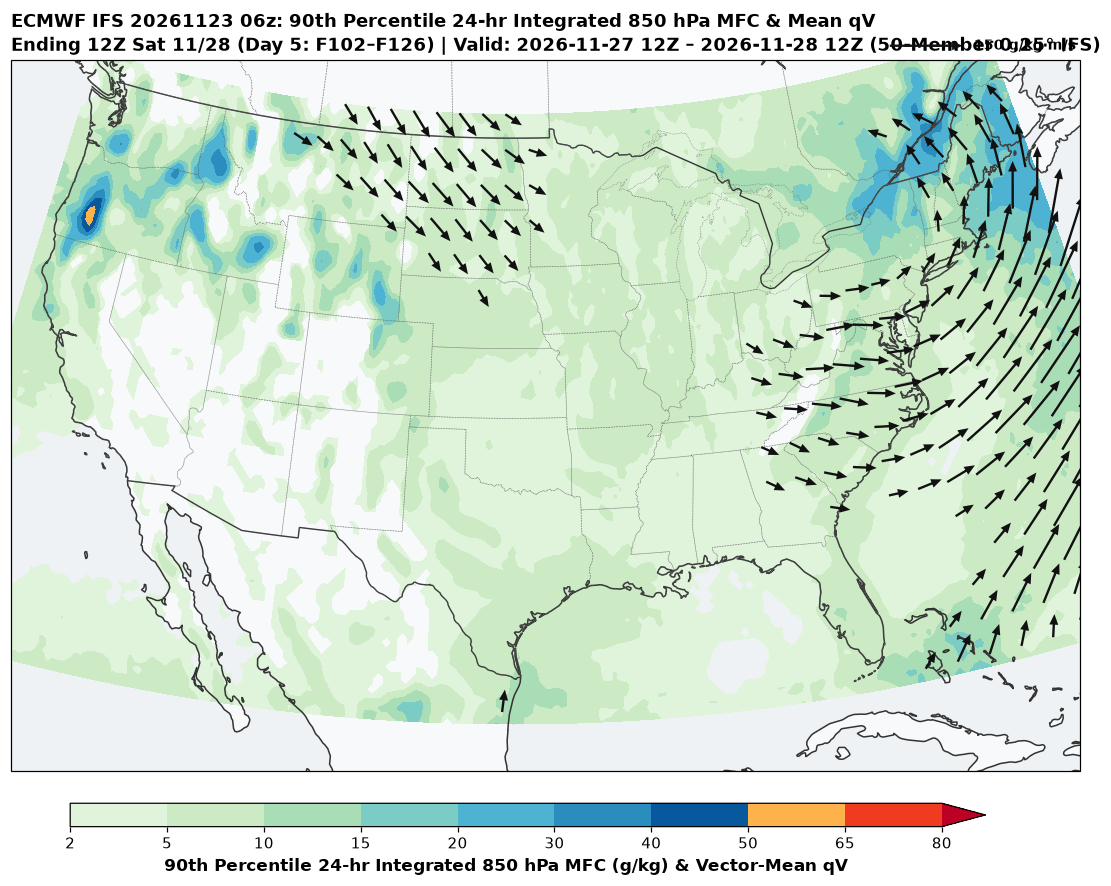 ECMWF IFS 20261123 06z: 90th Percentile 24-hr Integrated 850 hPa MFC & Mean qV
Ending 12Z Sat 11/28 (Day 5: F102–F126) | Valid: 2026-11-27 12Z – 2026-11-28 12Z (50-Member 0.25° IFS)
2 5 10 15 20 30 40 50 65 80
90th Percentile 24-hr Integrated 850 hPa MFC (g/kg) & Vector-Mean qV